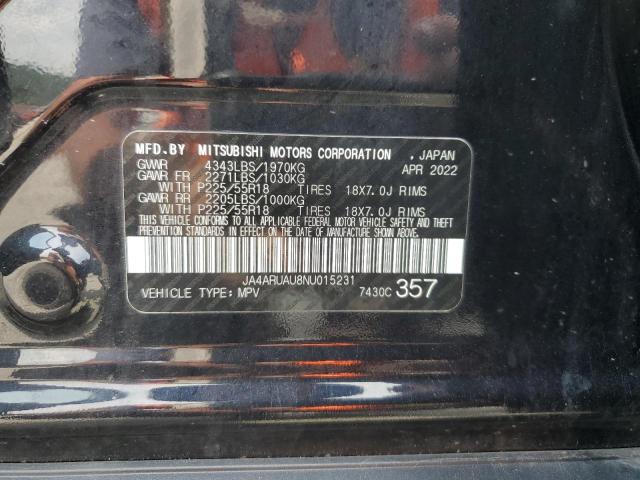 MFD.BY MITSUBISHI MOTORS CORPORATION , JAPAN
GVWR 4343LBS/1970KG APR 2022
GAWR FR 2271LBS/1030KG
WITH P225/55R18 TIRES 18X7.0J RIMS
GAWR RR 2205LBS/1000KG
WITH P225/55R18 TIRES 18X7.0J RIMS
THIS VEHICLE CONFORMS TO ALL APPLICABLE FEDERAL MOTOR VEHICLE SAFETY, BUMPER AND THEFT
PREVENTION STANDARDS IN EFFECT ON THE DATE OF MANUFACTURE SHOWN ABOVE.
JA4ARUAU8NU015231
VEHICLE TYPE: MPV 7430C 357